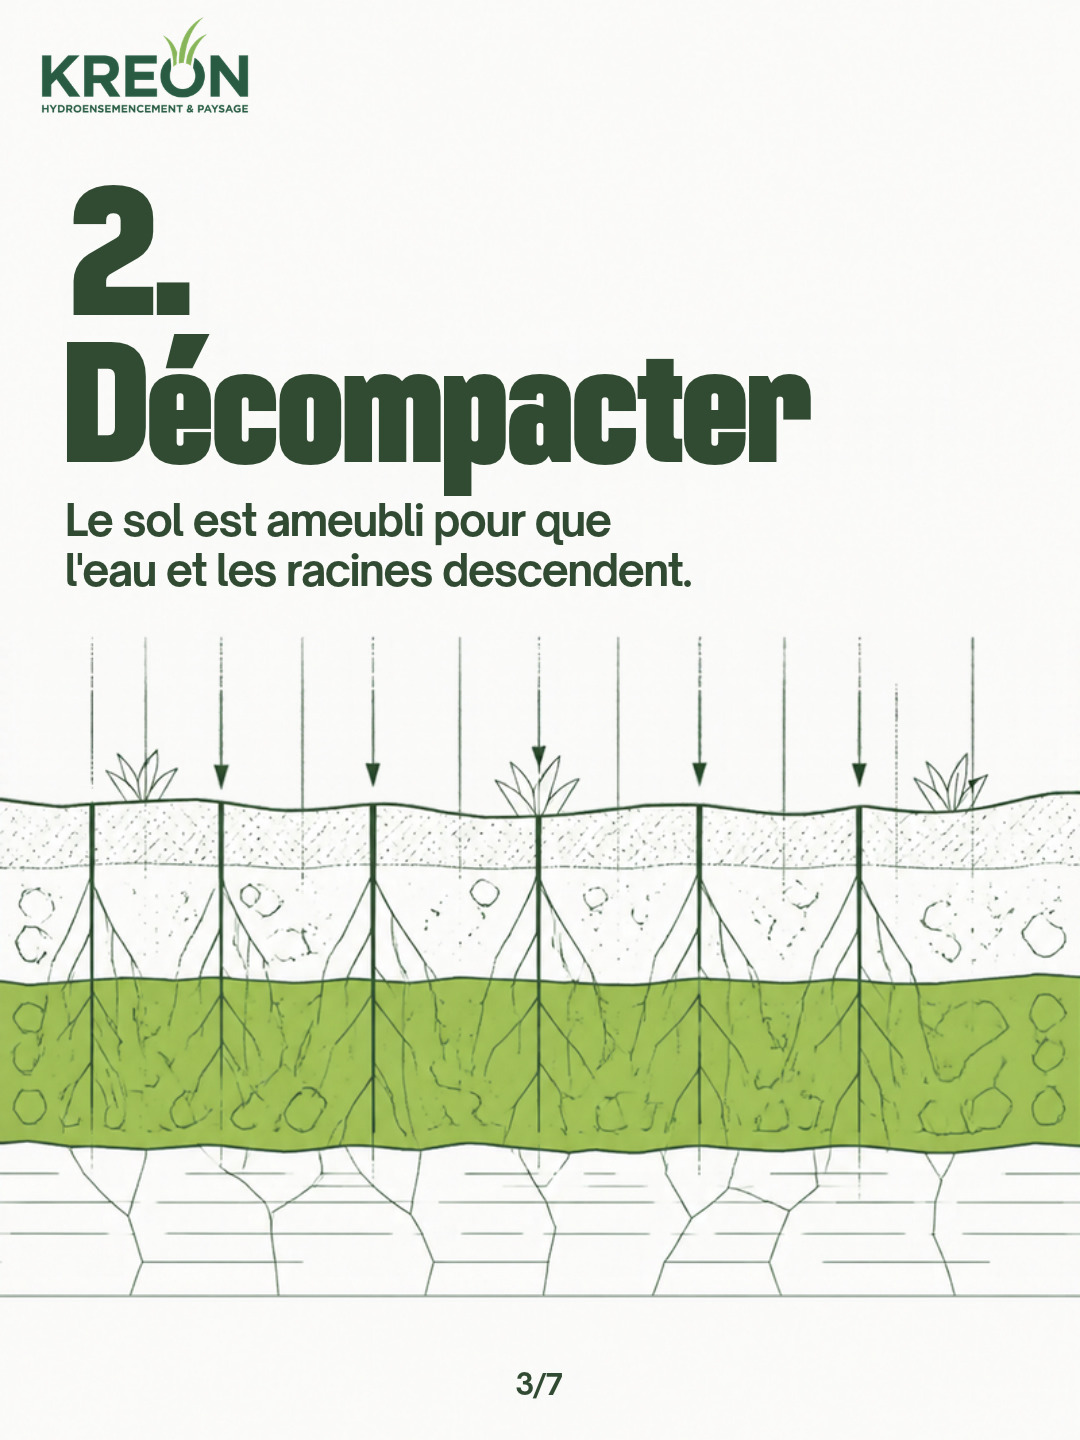 KREON
HYDROENSEMENCEMENT & PAYSAGE
2.
Décompacter
Le sol est ameubli pour que
l'eau et les racines descendent.
3/7